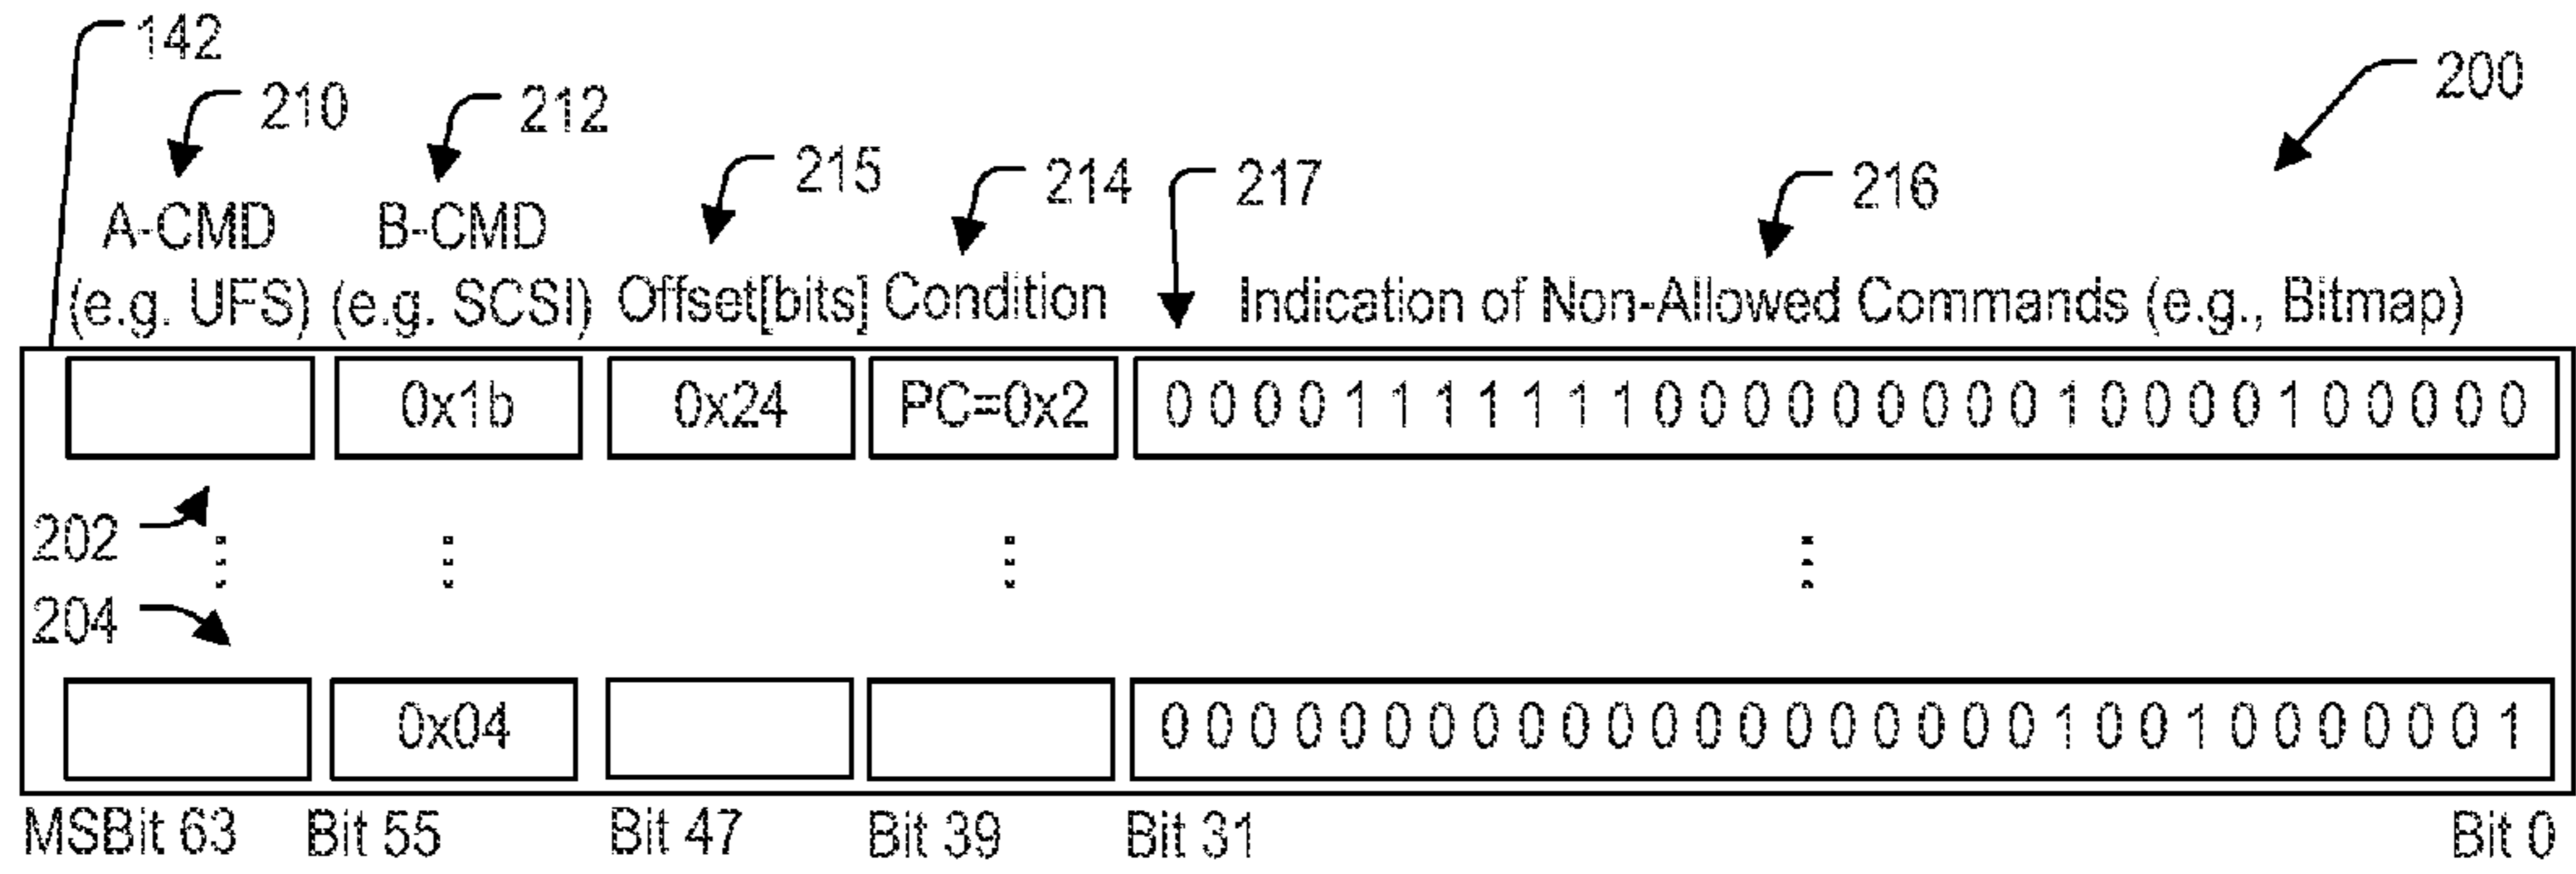 142
210
212
200
215
214
217
216
A-CMD
(e.g. UFS)
B-CMD
(e.g. SCSI)
Offset[bits]
Condition
Indication of Non-Allowed Commands (e.g., Bitmap)
0x1b 0x24 PC=0x2 0 0 0 0 1 1 1 1 1 1 1 0 0 0 0 0 0 0 0 0 1 0 0 0 0 1 0 0 0 0 0
202
204
0x04 0 0 0 0 0 0 0 0 0 0 0 0 0 0 0 0 0 0 0 0 1 0 0 1 0 0 0 0 0 0 1
MSBit 63 Bit 55 Bit 47 Bit 39 Bit 31 Bit 0